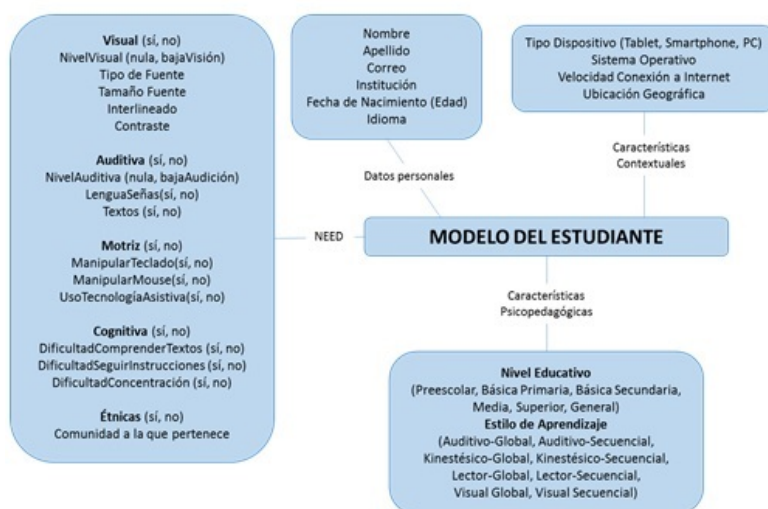 Visual (sí, no)
NivelVisual (nula, bajaVisión)
Tipo de Fuente
Tamaño Fuente
Interlineado
Contraste
Auditiva (sí, no)
NivelAuditiva (nula, bajaAudición)
LenguaSeñas(sí, no)
Textos (sí, no)
Motriz (sí, no)
ManipularTeclado(sí, no)
ManipularMouse(sí, no)
UsoTecnologíaAsistiva(sí, no)
Cognitiva (sí, no)
DificultadComprenderTextos (sí, no)
DificultadSeguirInstrucciones (sí, no)
DificultadConcentración (sí, no)
Étnicas (sí, no)
Comunidad a la que pertenece
NEED
Nombre
Apellido
Correo
Institución
Fecha de Nacimiento (Edad)
Idioma
Datos personales
Tipo Dispositivo (Tablet, Smartphone, PC)
Sistema Operativo
Velocidad Conexión a Internet
Ubicación Geográfica
Características
Contextuales
MODELO DEL ESTUDIANTE
Características
Psicopedagógicas
Nivel Educativo
(Preescolar, Básica Primaria, Básica Secundaria,
Media, Superior, General)
Estilo de Aprendizaje
(Auditivo-Global, Auditivo-Secuencial,
Kinestésico-Global, Kinestésico-Secuencial,
Lector-Global, Lector-Secuencial,
Visual Global, Visual Secuencial)